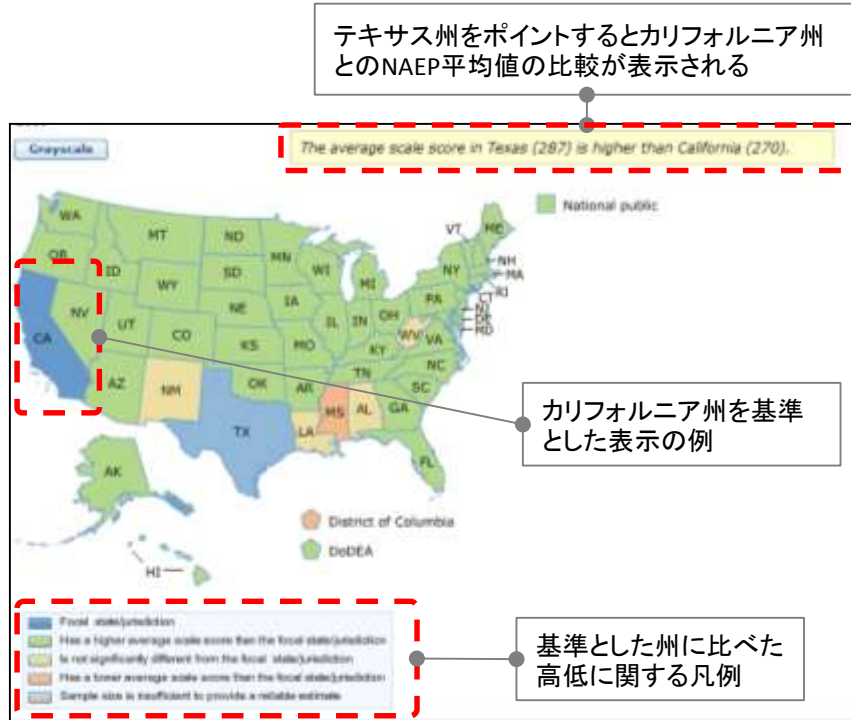 テキサス州をポイントするとカリフォルニア州
とのNAEP平均値の比較が表示される
Grayscale
The average scale score in Texas (287) is higher than California (270).
National public
WA
MT
ND
VT
ME
OR
ID
SD
MN
WI
MI
NY
NH
MA
RI
CT
NJ
DE
MD
WY
NE
IA
PA
NV
UT
CO
IL
IN
OH
WV
VA
CA
KS
MO
KY
NC
TN
SC
AZ
NM
OK
AR
MS
AL
GA
TX
LA
FL
カリフォルニア州を基準
とした表示の例
AK
HI
District of Columbia
DoDEA
Focal state/jurisdiction
Has a higher average scale score than the focal state/jurisdiction
Is not significantly different from the focal state/jurisdiction
Has a lower average scale score than the focal state/jurisdiction
Sample size is insufficient to provide a reliable estimate
基準とした州に比べた
高低に関する凡例